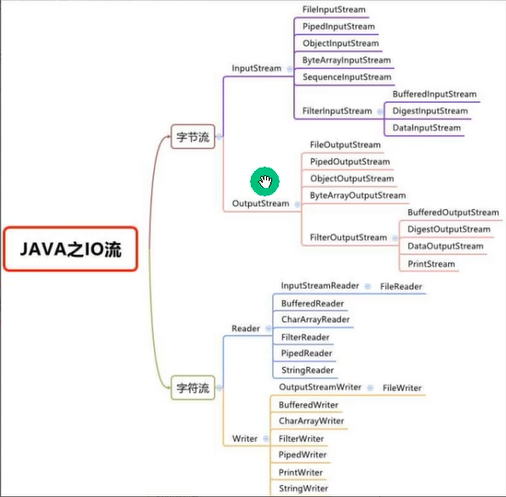 JAVA之IO流
字节流
InputStream
FileInputStream
PipedInputStream
ObjectInputStream
ByteArrayInputStream
SequenceInputStream
FilterInputStream
BufferedInputStream
DigestInputStream
DataInputStream
OutputStream
FileOutputStream
PipedOutputStream
ObjectOutputStream
ByteArrayOutputStream
FilterOutputStream
BufferedOutputStream
DigestOutputStream
DataOutputStream
PrintStream
字符流
Reader
InputStreamReader
FileReader
BufferedReader
CharArrayReader
FilterReader
PipedReader
StringReader
Writer
OutputStreamWriter
FileWriter
BufferedWriter
CharArrayWriter
FilterWriter
PipedWriter
PrintWriter
StringWriter